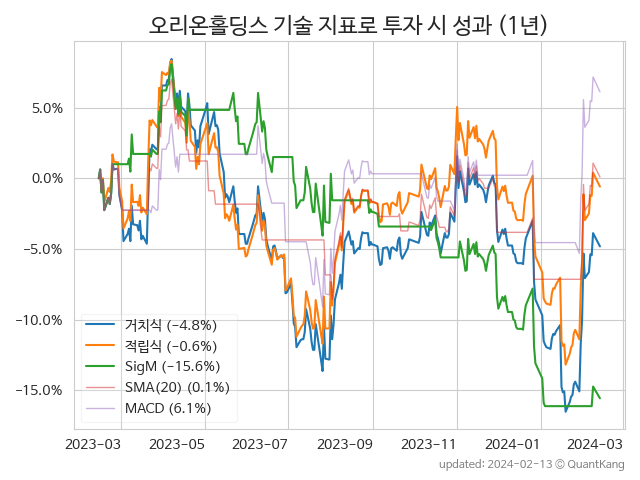 오리온홀딩스 기술 지표로 투자 시 성과 (1년)
5.0%
0.0%
−5.0%
−10.0%
−15.0%
거치식 (−4.8%)
적립식 (−0.6%)
SigM (−15.6%)
SMA(20) (0.1%)
MACD (6.1%)
2023-03 2023-05 2023-07 2023-09 2023-11 2024-01 2024-03
updated: 2024-02-13 © QuantKang